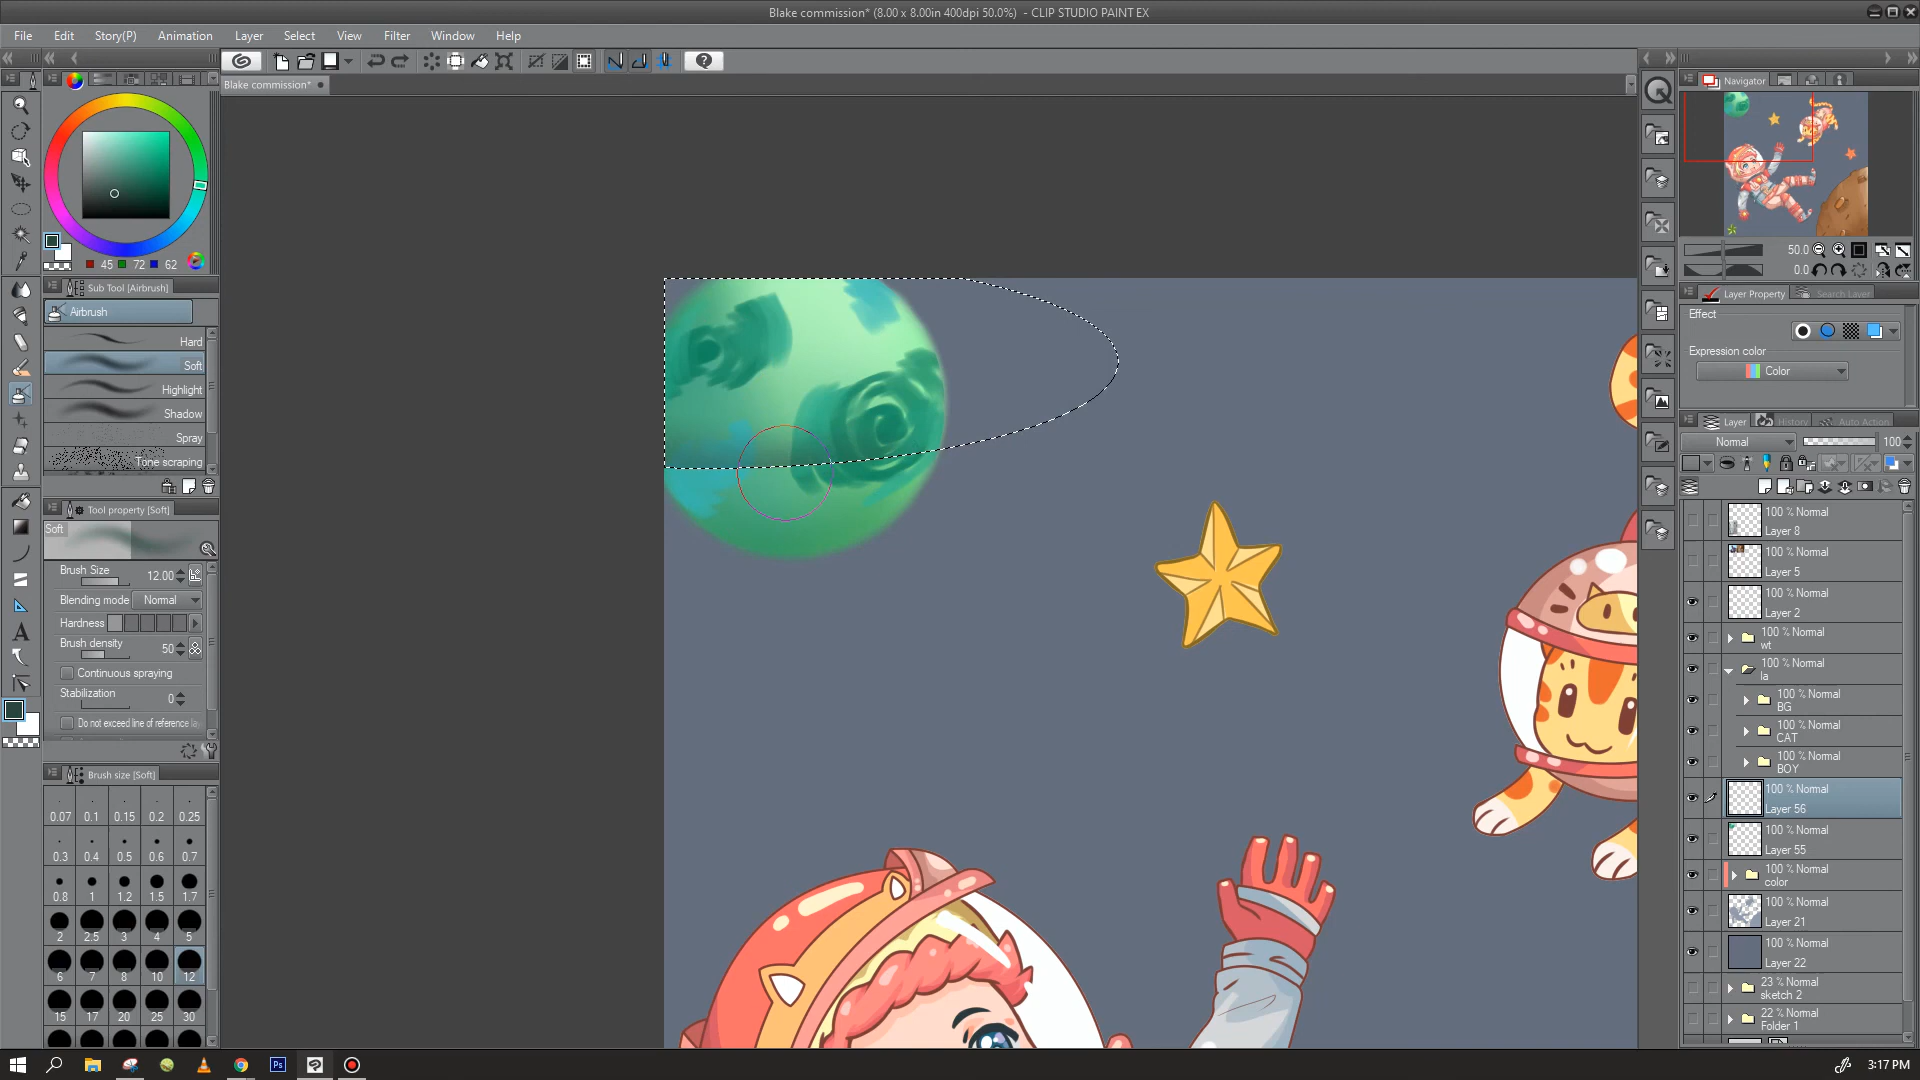 Blake commission* (8.00 x 8.00in 400dpi 50.0%) - CLIP STUDIO PAINT EX
File Edit Story(P) Animation Layer Select View Filter Window Help
Blake commission*
45 72 62
Sub Tool [Airbrush]
Airbrush
Hard
Soft
Highlight
Shadow
Spray
Tone scraping
Tool property [Soft]
Soft
Brush Size 12.00
Blending mode Normal
Hardness
Brush density 50
Continuous spraying
Stabilization 0
Do not exceed line of reference la
Brush size [Soft]
0.07 0.1 0.15 0.2 0.25
0.3 0.4 0.5 0.6 0.7
0.8 1 1.2 1.5 1.7
2 2.5 3 4 5
6 7 8 10 12
15 17 20 25 30
Navigator
50.0
0.0
Layer Property Search Layer
Effect
Expression color
Color
Layer History Auto Action
Normal 100
100 % Normal
Layer 8
100 % Normal
Layer 5
100 % Normal
Layer 2
100 % Normal
wt
100 % Normal
la
100 % Normal
BG
100 % Normal
CAT
100 % Normal
BOY
100 % Normal
Layer 56
100 % Normal
Layer 55
100 % Normal
color
100 % Normal
Layer 21
100 % Normal
Layer 22
23 % Normal
sketch 2
22 % Normal
Folder 1
Ps
3:17 PM